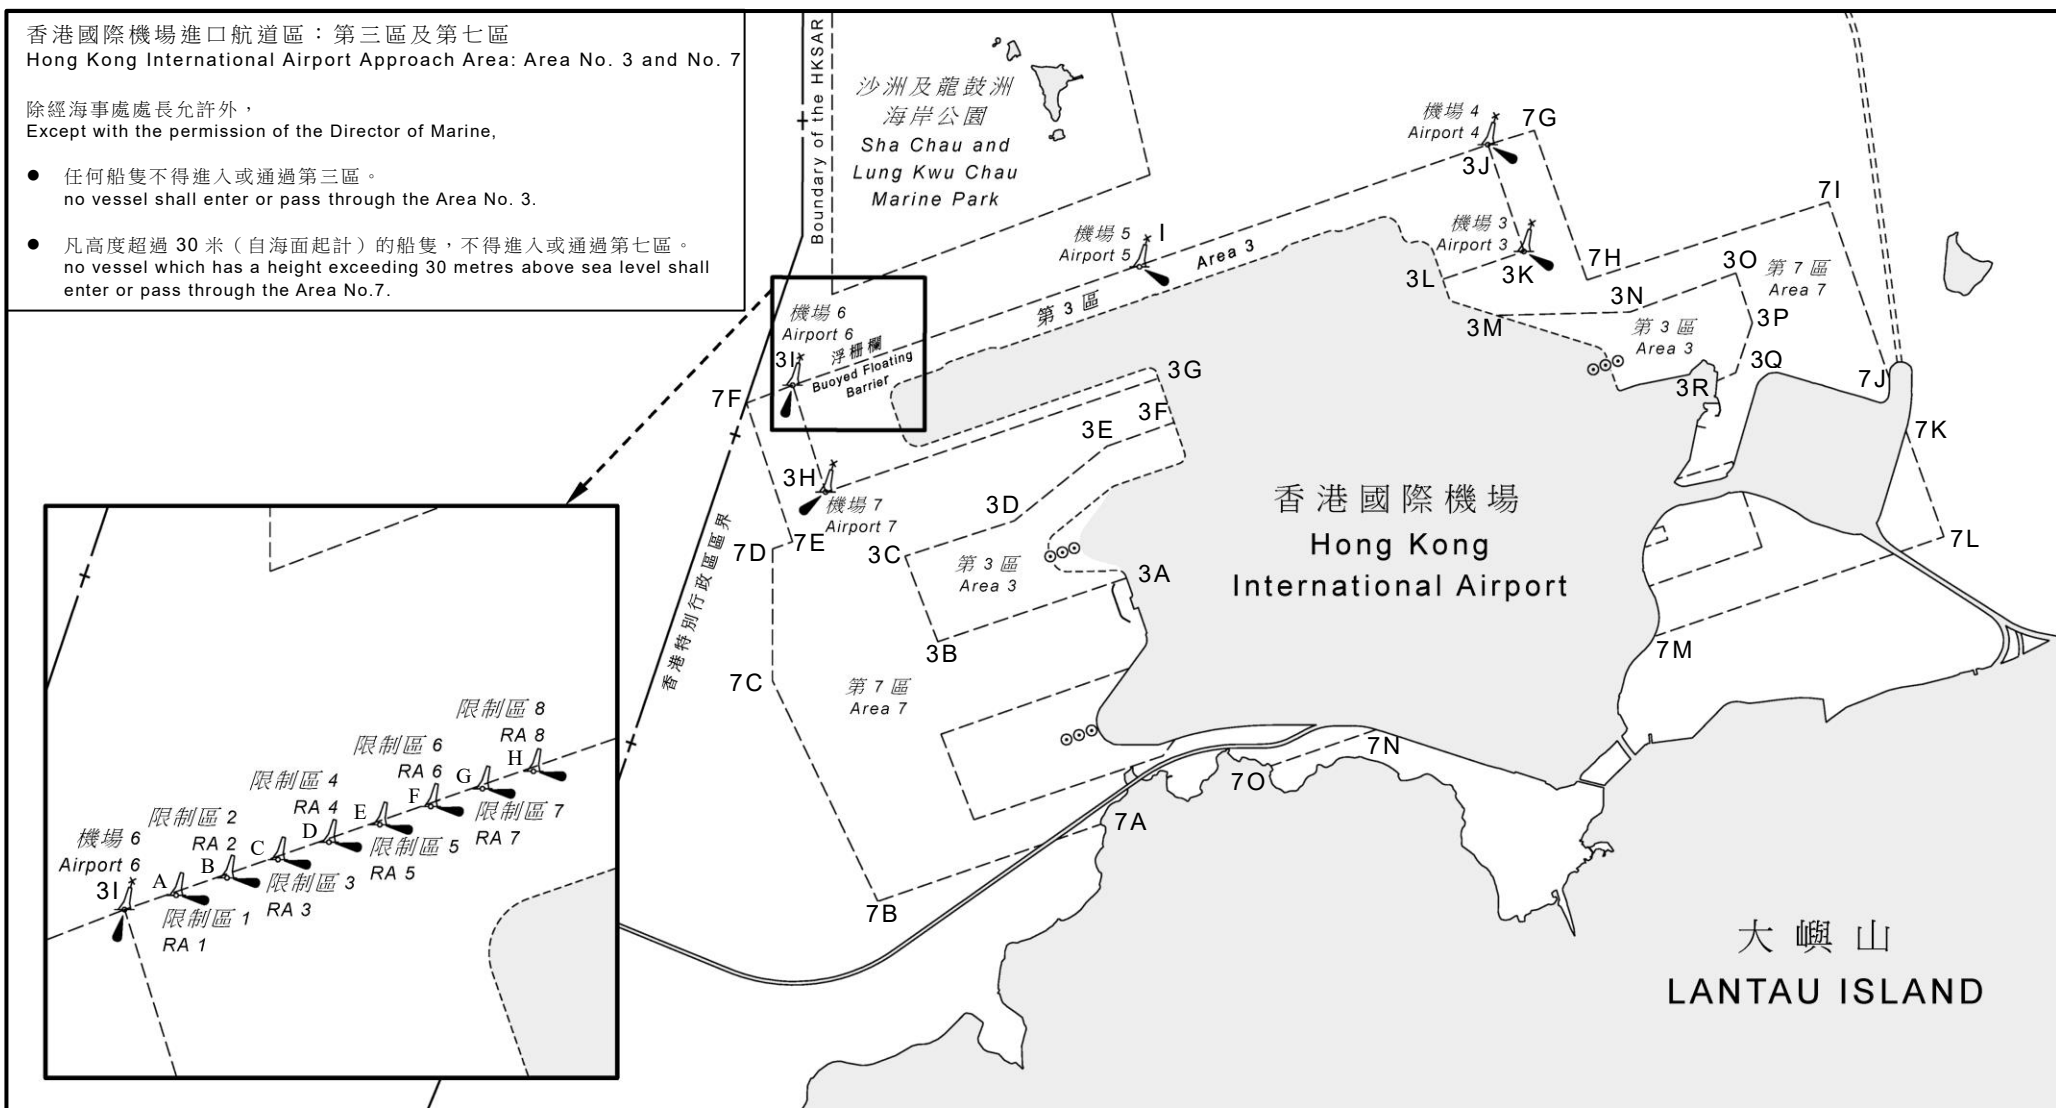 香港國際機場進口航道區：第三區及第七區
Hong Kong International Airport Approach Area: Area No. 3 and No. 7
除經海事處處長允許外，
Except with the permission of the Director of Marine,
● 任何船隻不得進入或通過第三區。
no vessel shall enter or pass through the Area No. 3.
● 凡高度超過 30 米（自海面起計）的船隻，不得進入或通過第七區。
no vessel which has a height exceeding 30 metres above sea level shall
enter or pass through the Area No.7.
Boundary of the HKSAR
香港特別行政區區界
沙洲及龍鼓洲
海岸公園
Sha Chau and
Lung Kwu Chau
Marine Park
機場 4
Airport 4
7G
3J
機場 5
Airport 5
I
Area 3
第 3 區
機場 3
Airport 3
3K
3L
7H
7I
3O
第 7 區
Area 7
3N
3M
第 3 區
Area 3
3P
3Q
3R
7J
7K
7L
7M
機場 6
Airport 6
3I
浮柵欄
Buoyed Floating
Barrier
7F
3G
3F
3E
3H
機場 7
Airport 7
3D
7D
7E
3C
第 3 區
Area 3
3A
3B
7C
第 7 區
Area 7
7N
7O
7A
7B
香港國際機場
Hong Kong
International Airport
大嶼山
LANTAU ISLAND
限制區 8
RA 8
H
限制區 6
RA 6
G
限制區 4
RA 4
F
限制區 7
RA 7
E
限制區 2
RA 2
D
限制區 5
RA 5
C
機場 6
Airport 6
B
限制區 3
RA 3
A
3I
限制區 1
RA 1